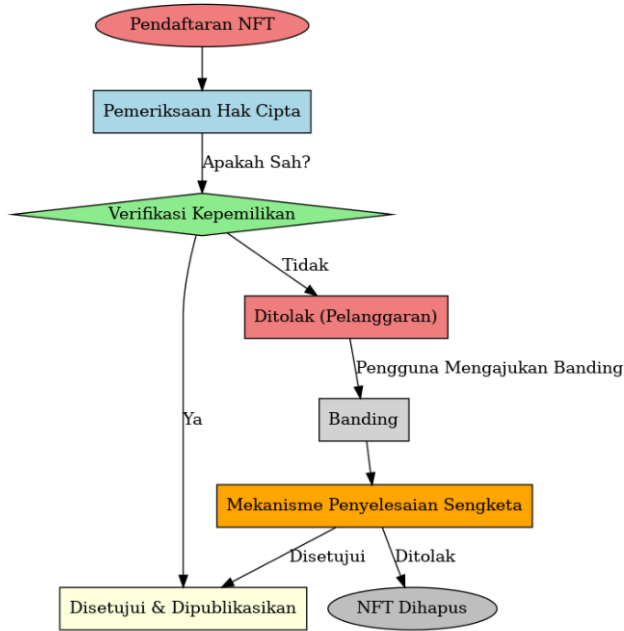 Pendaftaran NFT
Pemeriksaan Hak Cipta
Apakah Sah?
Verifikasi Kepemilikan
Tidak
Ditolak (Pelanggaran)
Pengguna Mengajukan Banding
Ya
Banding
Mekanisme Penyelesaian Sengketa
Disetujui
Ditolak
Disetujui & Dipublikasikan
NFT Dihapus